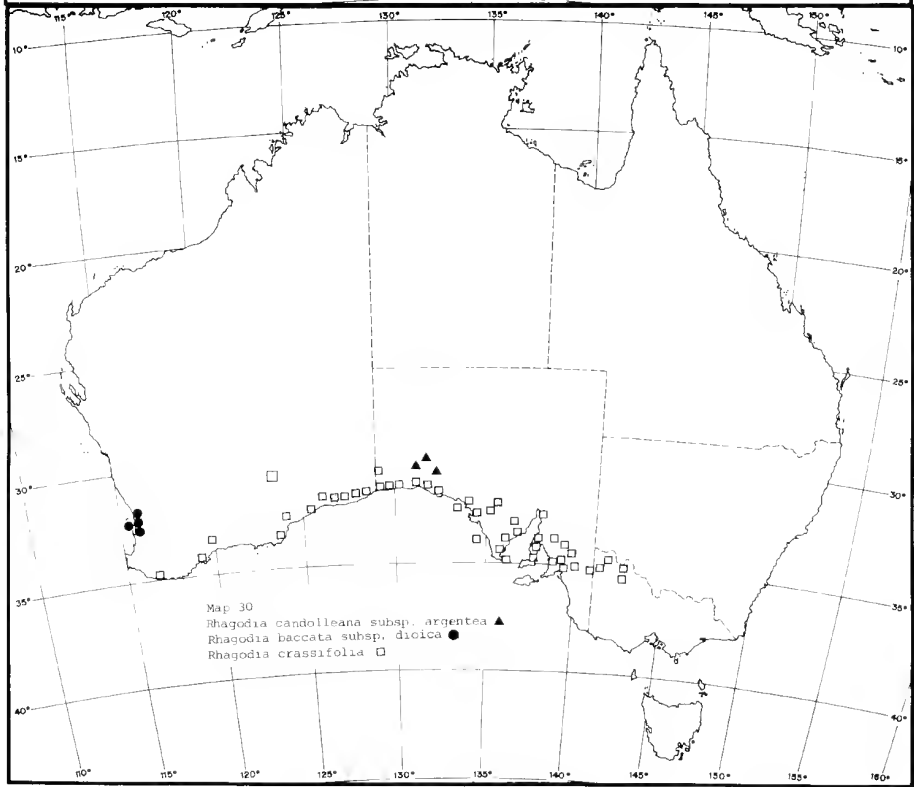 115° 120° 125° 130° 135° 140° 145° 150°
10° 10°
15° 15°
20° 20°
25° 25°
30° 30°
35° 35°
40° 40°
Map 30
Rhagodia candolleana subsp. argentea
Rhagodia baccata subsp. dioica
Rhagodia crassifolia
110° 115° 120° 125° 130° 135° 140° 145° 150° 155° 160°